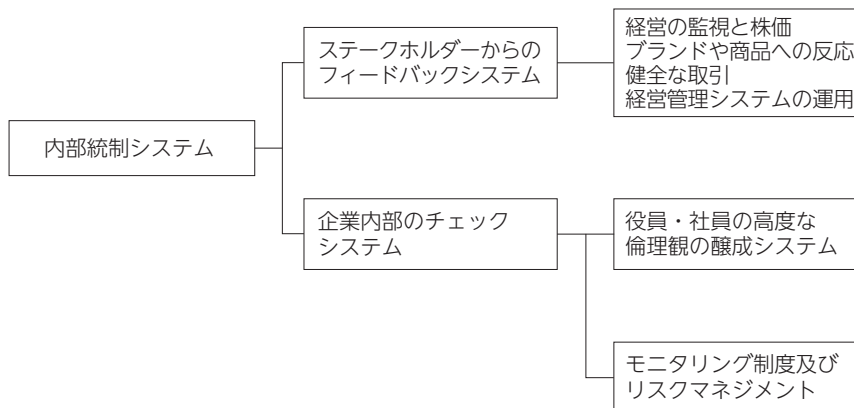 ステークホルダーからの
フィードバックシステム
経営の監視と株価
ブランドや商品への反応
健全な取引
経営管理システムの運用
内部統制システム
企業内部のチェック
システム
役員・社員の高度な
倫理観の醸成システム
モニタリング制度及び
リスクマネジメント